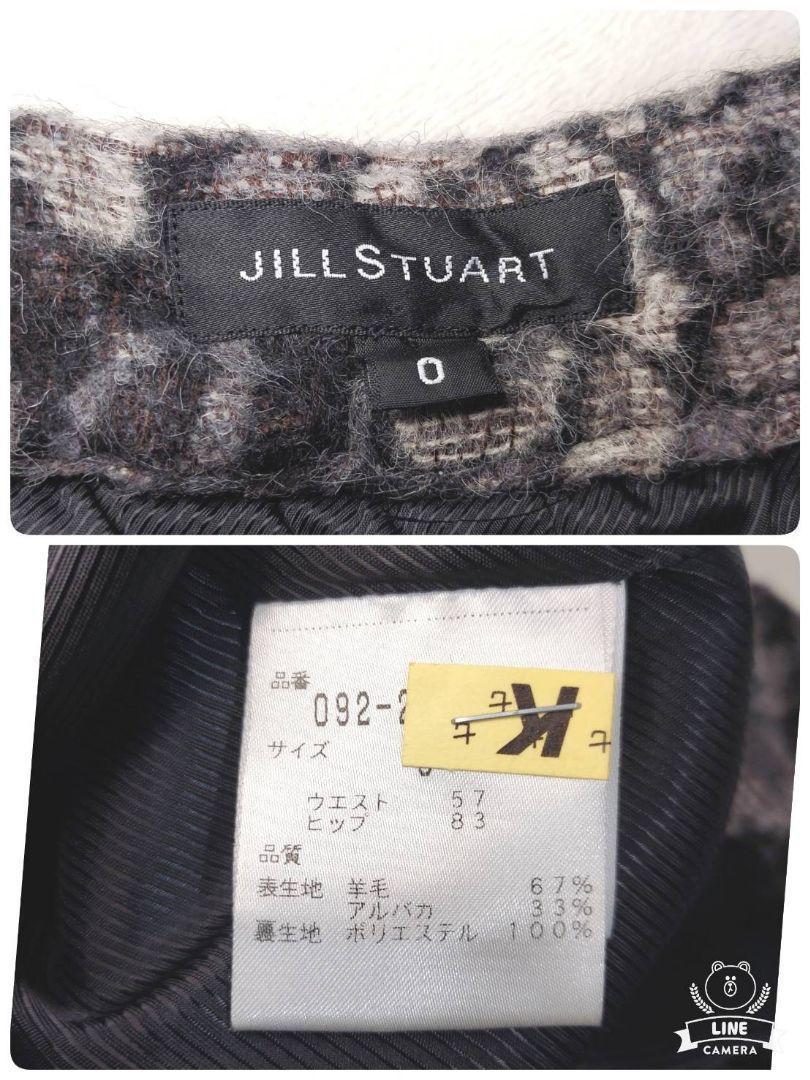 JILL STUART
0
品番
092-2
サイズ
ウエスト 57
ヒップ 83
品質
表生地 羊毛 67%
アルパカ 33%
裏生地 ポリエステル 100%
K
LINE
CAMERA